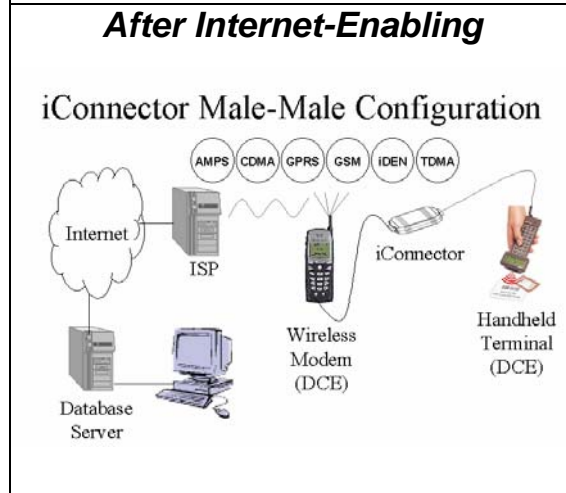 After Internet-Enabling
iConnector Male-Male Configuration
AMPS CDMA GPRS GSM iDEN TDMA
Internet
ISP
iConnector
Wireless
Modem
(DCE)
Handheld
Terminal
(DCE)
Database
Server